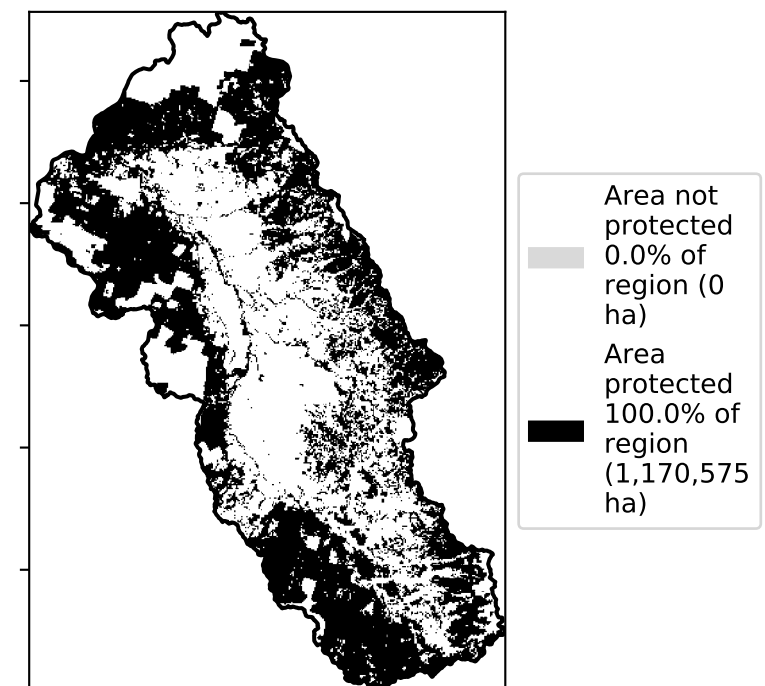 Area not
protected
0.0% of
region (0
ha)
Area
protected
100.0% of
region
(1,170,575
ha)